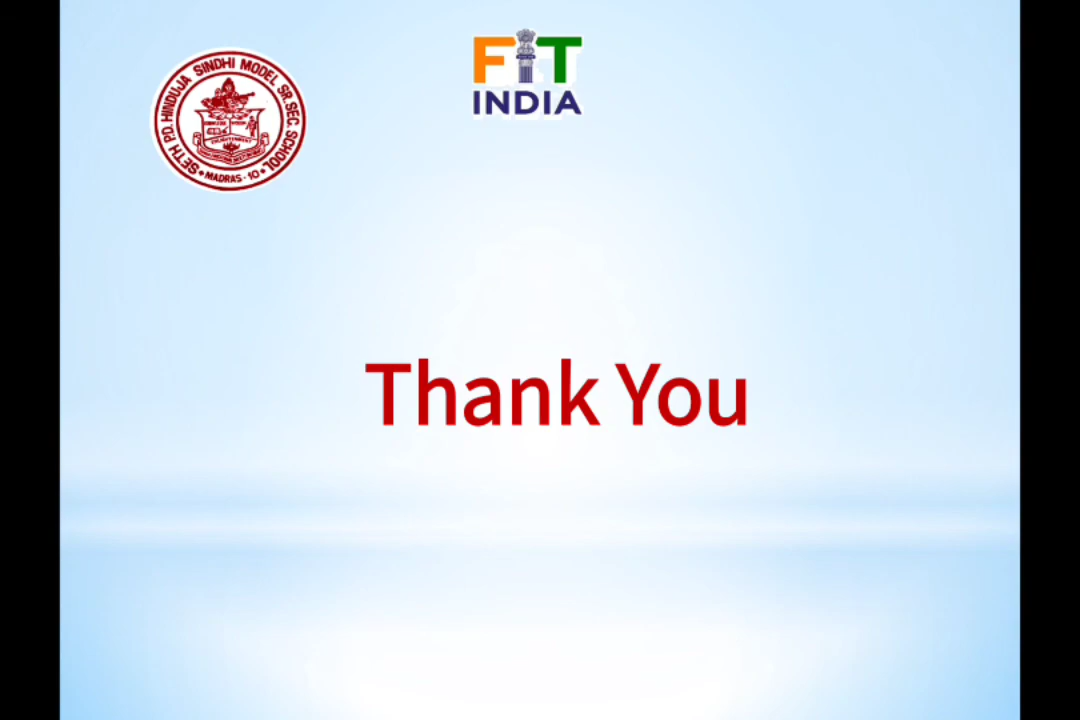 SETH P.D. HINDUJA SINDHI MODEL SR.SEC. SCHOOL
MADRAS - 10
FIT
INDIA
Thank You